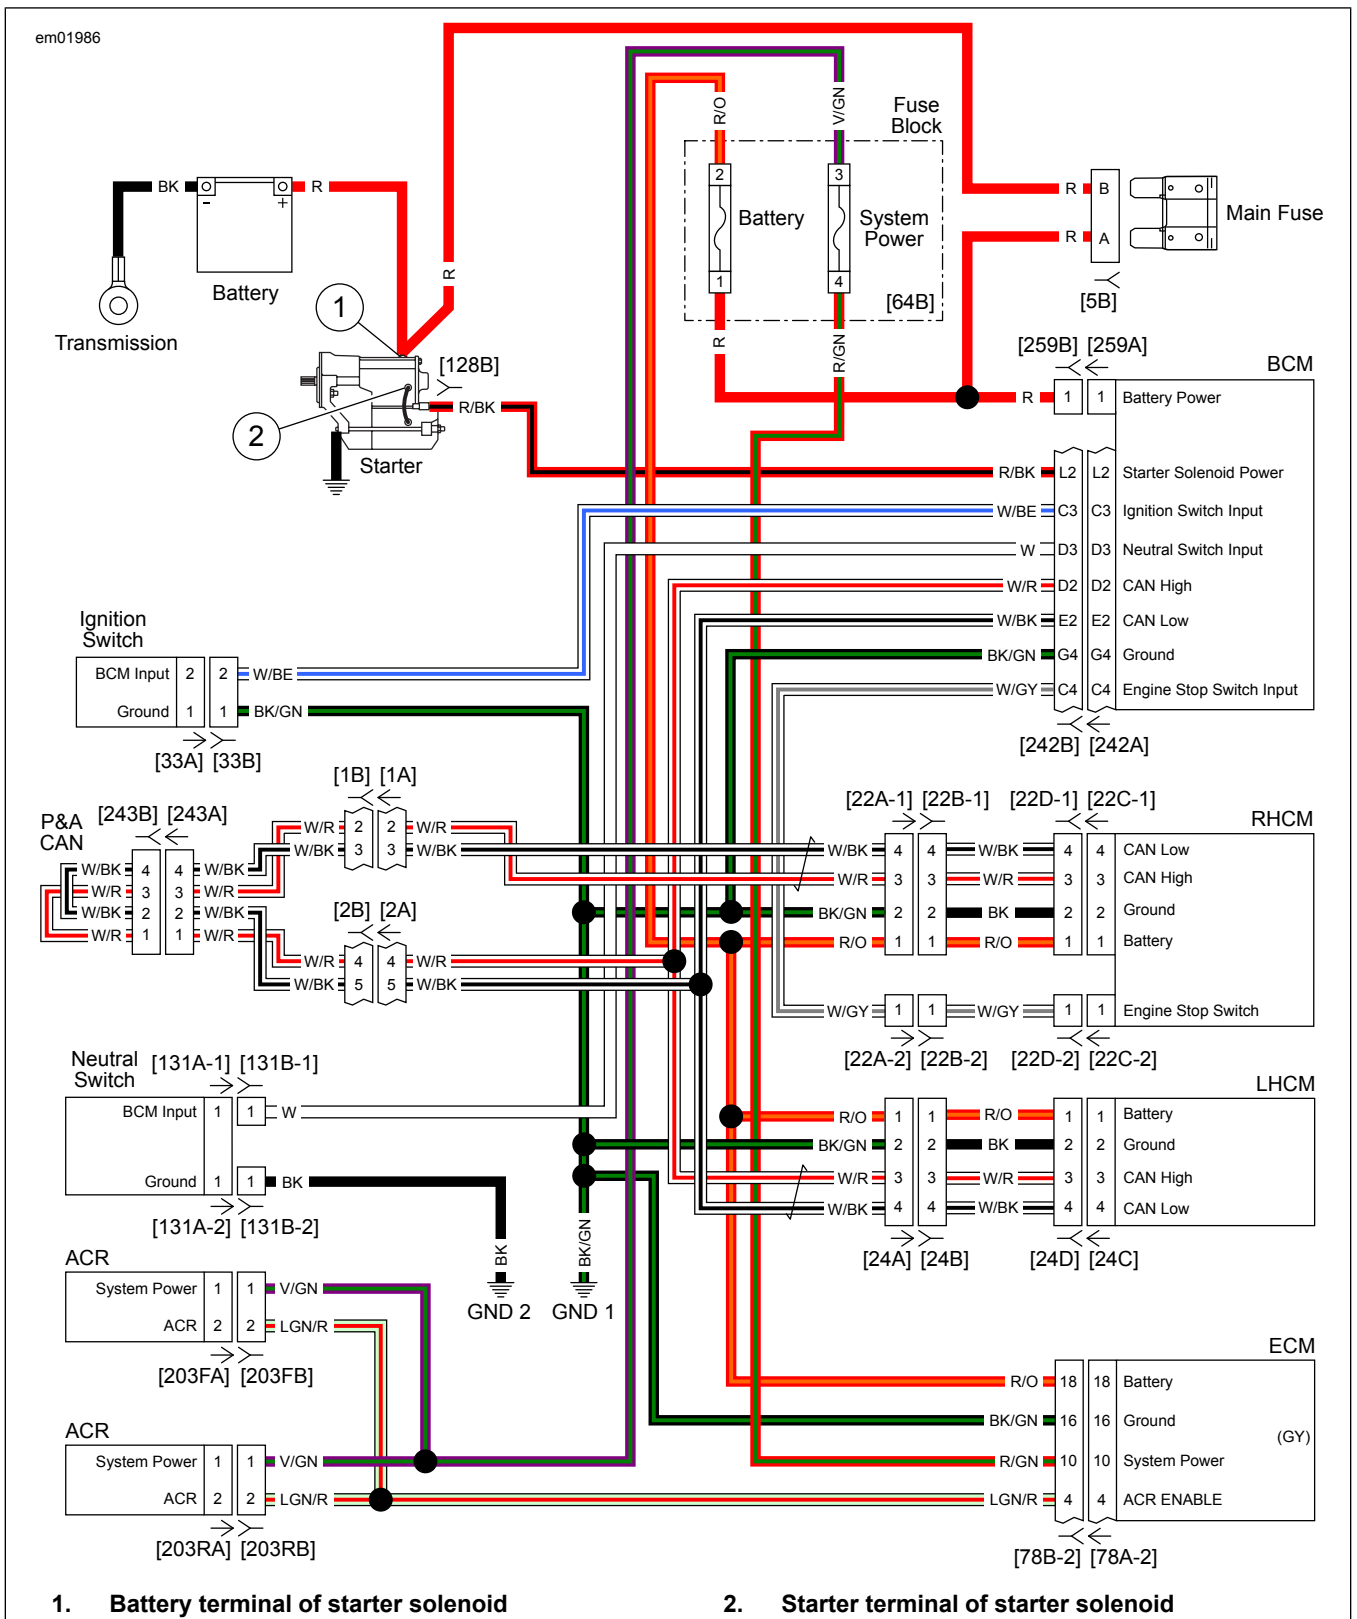 em01986
R/O
V/GN
Fuse
Block
BK
R
2
3
Battery
System
Power
1
4
[64B]
R
B
R
A
Main Fuse
[5B]
-
+
Battery
Transmission
R
1
[128B]
2
R/BK
Starter
R
R/GN
[259B] [259A]
BCM
R 1 1 Battery Power
R/BK L2 L2 Starter Solenoid Power
W/BE C3 C3 Ignition Switch Input
W D3 D3 Neutral Switch Input
W/R D2 D2 CAN High
W/BK E2 E2 CAN Low
BK/GN G4 G4 Ground
W/GY C4 C4 Engine Stop Switch Input
[242B] [242A]
Ignition
Switch
BCM Input 2 2 W/BE
Ground 1 1 BK/GN
[33A] [33B]
[1B] [1A]
W/R 2 2 W/R
W/BK 3 3 W/BK
P&A
CAN
[243B] [243A]
W/BK 4 4 W/BK
W/R 3 3 W/R
W/BK 2 2 W/BK
W/R 1 1 W/R
[2B] [2A]
W/R 4 4 W/R
W/BK 5 5 W/BK
[22A-1] [22B-1] [22D-1] [22C-1]
RHCM
W/BK 4 4 W/BK 4 4 CAN Low
W/R 3 3 W/R 3 3 CAN High
BK/GN 2 2 BK 2 2 Ground
R/O 1 1 R/O 1 1 Battery
W/GY 1 1 W/GY 1 1 Engine Stop Switch
[22A-2] [22B-2] [22D-2] [22C-2]
Neutral
Switch
[131A-1] [131B-1]
BCM Input 1 1 W
Ground 1 1 BK
[131A-2] [131B-2]
LHCM
R/O 1 1 R/O 1 1 Battery
BK/GN 2 2 BK 2 2 Ground
W/R 3 3 W/R 3 3 CAN High
W/BK 4 4 W/BK 4 4 CAN Low
[24A] [24B] [24D] [24C]
BK
BK/GN
GND 2 GND 1
ACR
System Power 1 1 V/GN
ACR 2 2 LGN/R
[203FA] [203FB]
ACR
System Power 1 1 V/GN
ACR 2 2 LGN/R
[203RA] [203RB]
ECM
R/O 18 18 Battery
BK/GN 16 16 Ground
(GY)
R/GN 10 10 System Power
LGN/R 4 4 ACR ENABLE
[78B-2] [78A-2]
1. Battery terminal of starter solenoid
2. Starter terminal of starter solenoid